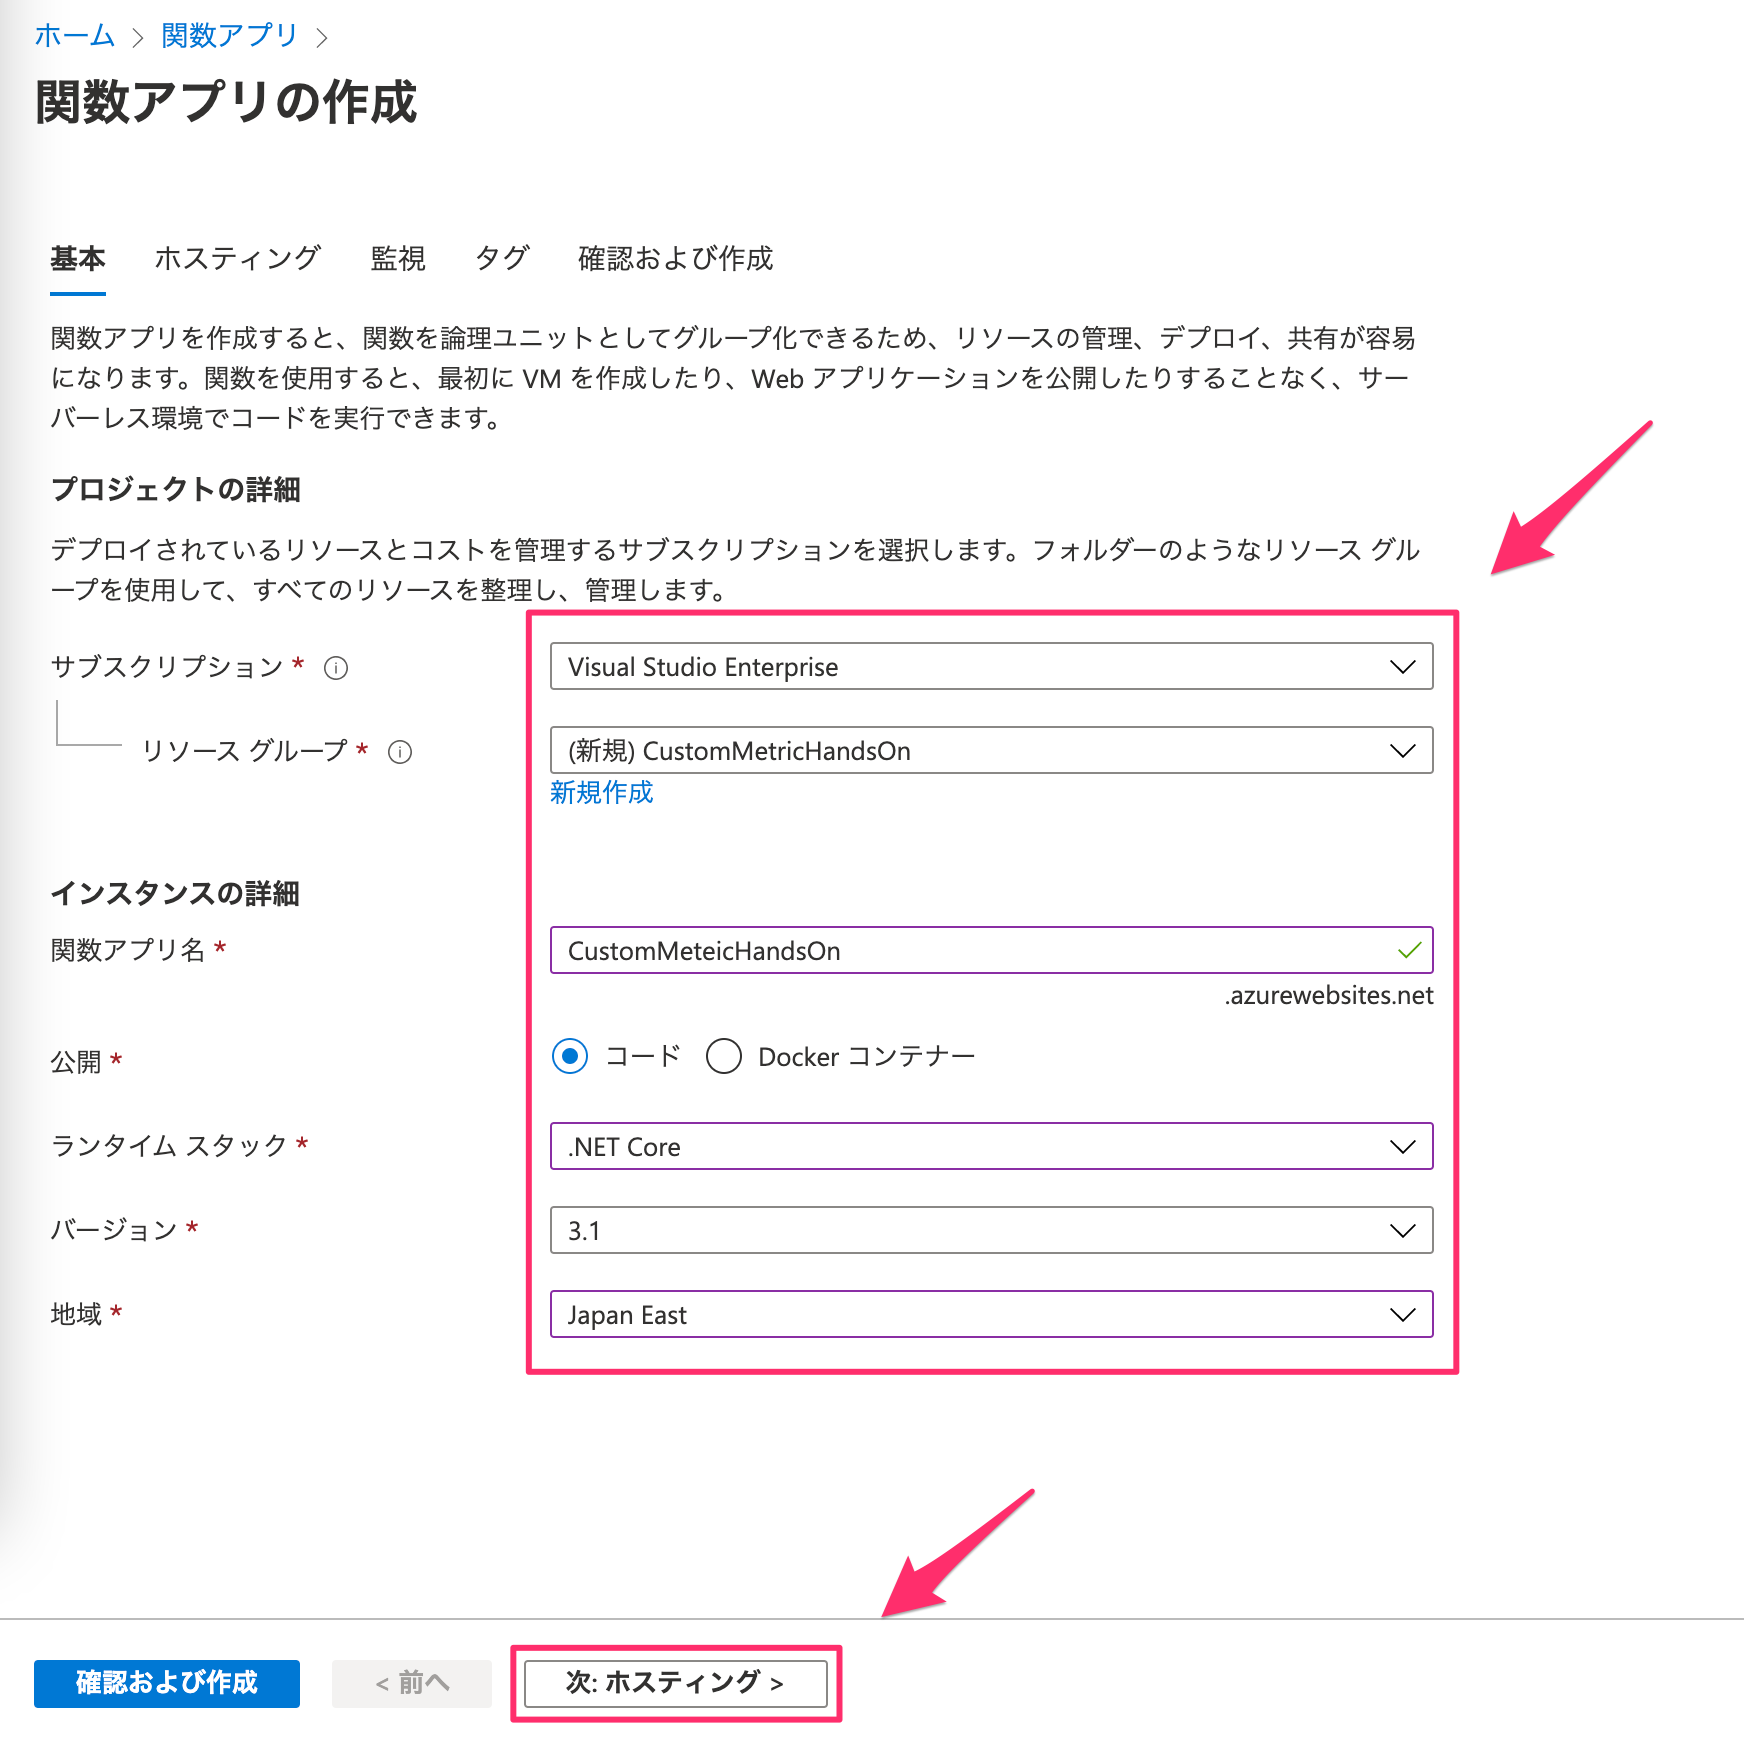 ホーム > 関数アプリ >
関数アプリの作成
基本 ホスティング 監視 タグ 確認および作成
関数アプリを作成すると、関数を論理ユニットとしてグループ化できるため、リソースの管理、デプロイ、共有が容易
になります。関数を使用すると、最初に VM を作成したり、Web アプリケーションを公開したりすることなく、サー
バーレス環境でコードを実行できます。
プロジェクトの詳細
デプロイされているリソースとコストを管理するサブスクリプションを選択します。フォルダーのようなリソース グル
ープを使用して、すべてのリソースを整理し、管理します。
サブスクリプション * Visual Studio Enterprise
リソース グループ * (新規) CustomMetricHandsOn
新規作成
インスタンスの詳細
関数アプリ名 * CustomMeteicHandsOn
.azurewebsites.net
公開 * コード Docker コンテナー
ランタイム スタック * .NET Core
バージョン * 3.1
地域 * Japan East
確認および作成 < 前へ 次: ホスティング >